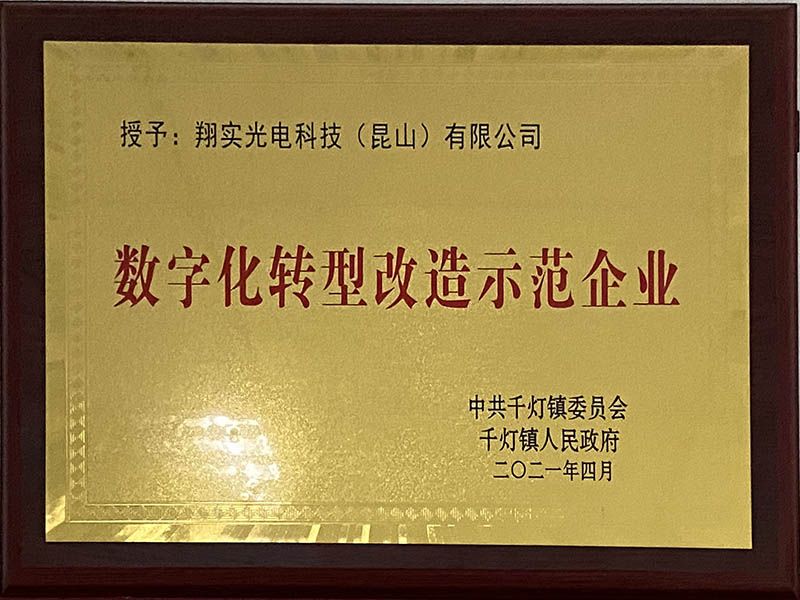 授予：翔实光电科技（昆山）有限公司
数字化转型改造示范企业
中共千灯镇委员会
千灯镇人民政府
二〇二一年四月